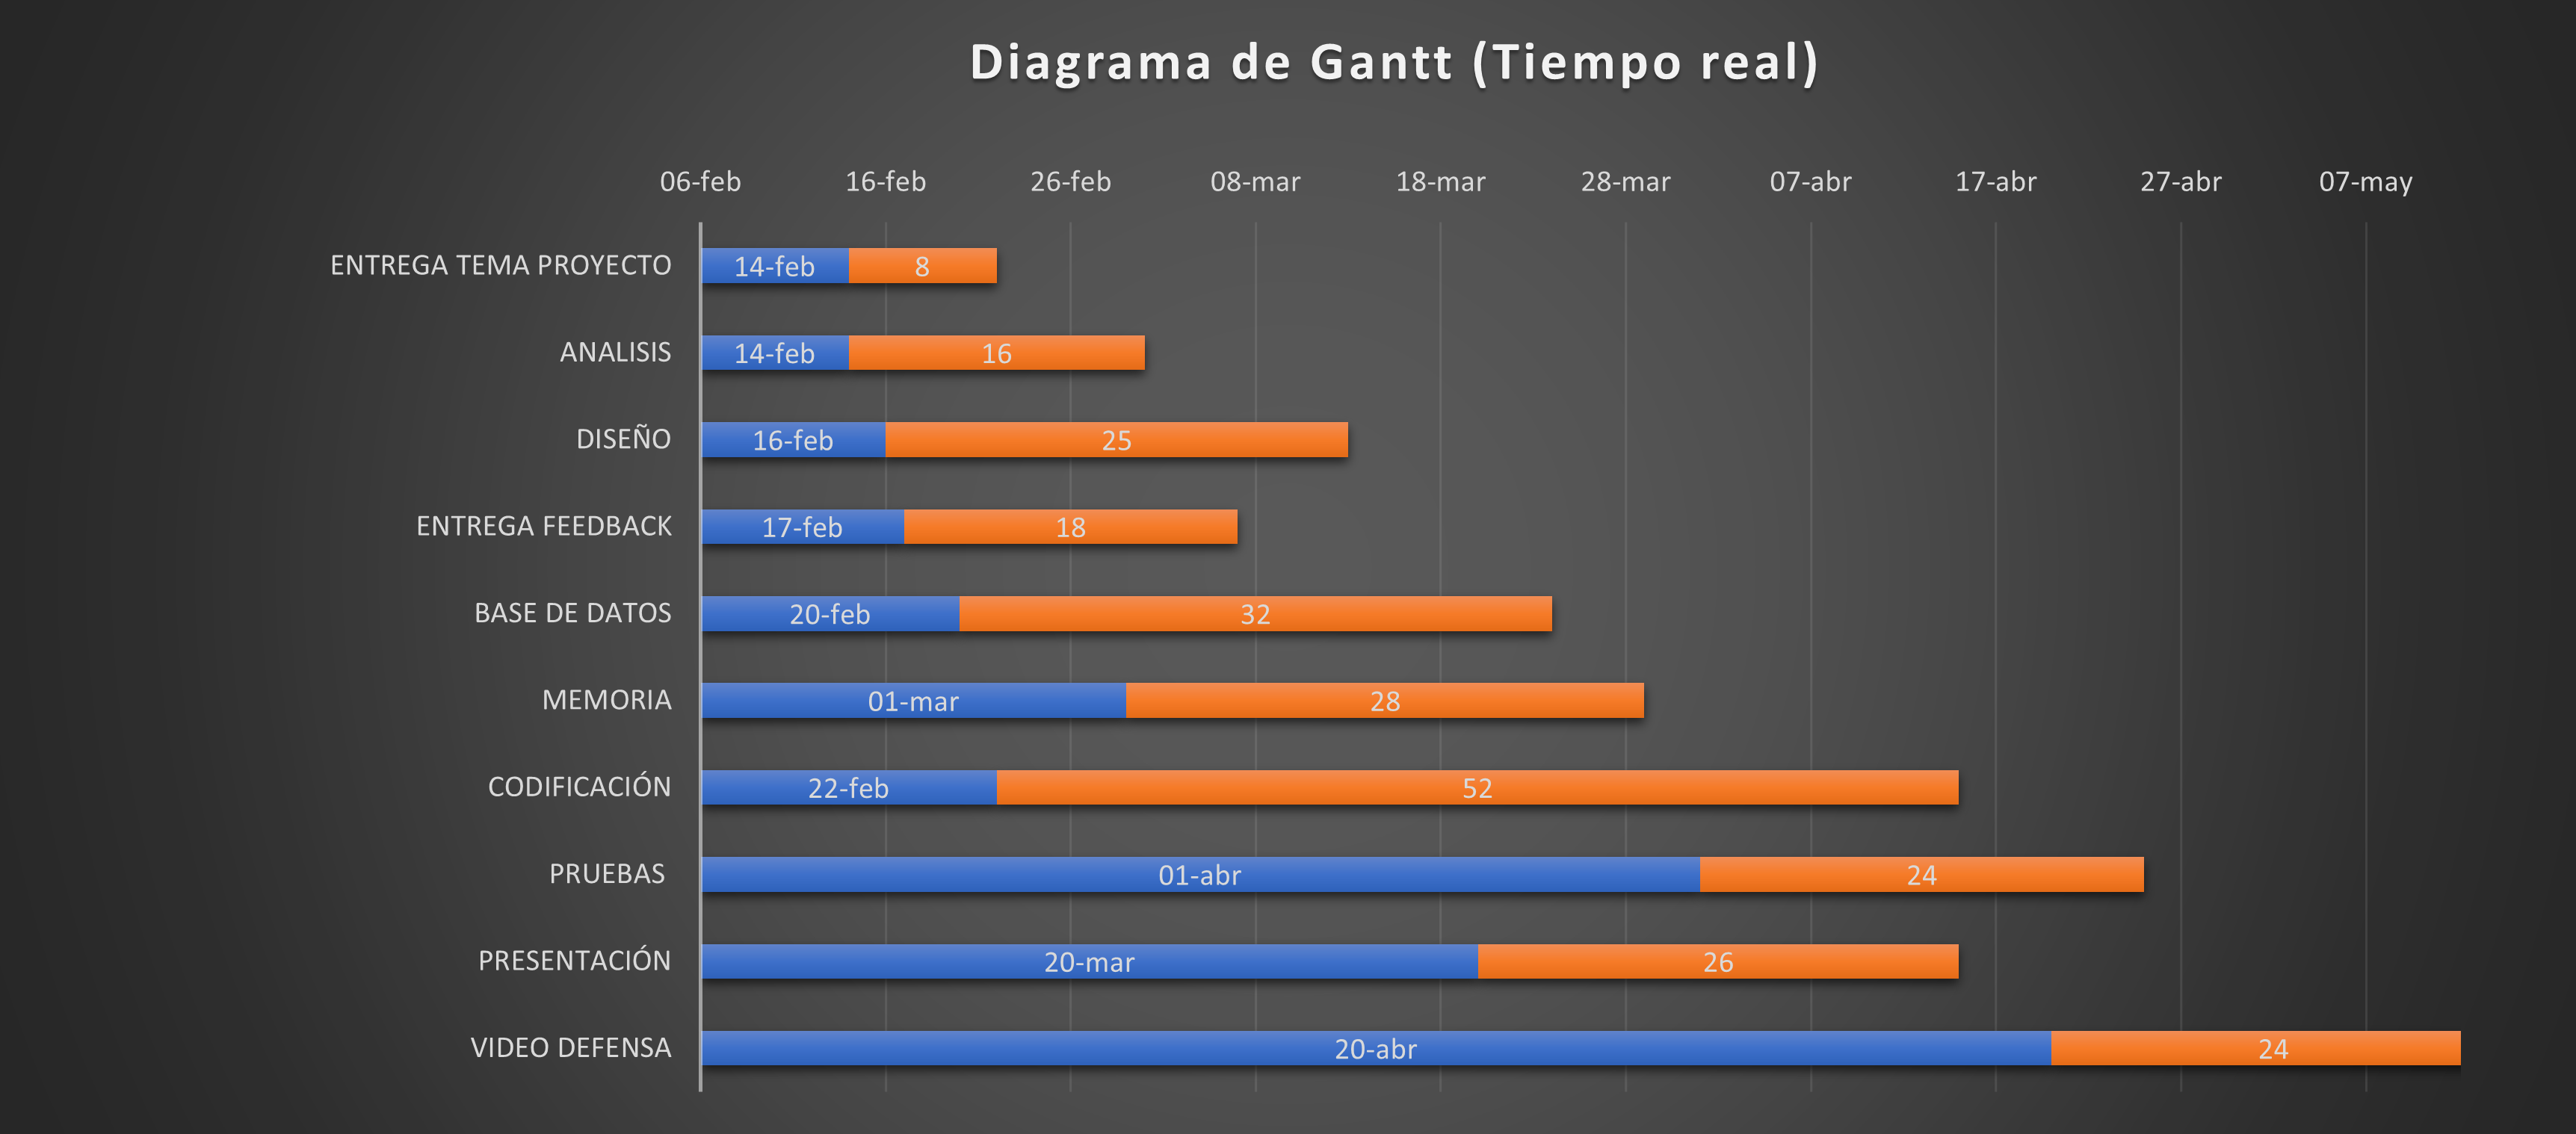 Diagrama de Gantt (Tiempo real)
06-feb 16-feb 26-feb 08-mar 18-mar 28-mar 07-abr 17-abr 27-abr 07-may
ENTREGA TEMA PROYECTO 14-feb 8
ANALISIS 14-feb 16
DISEÑO 16-feb 25
ENTREGA FEEDBACK 17-feb 18
BASE DE DATOS 20-feb 32
MEMORIA 01-mar 28
CODIFICACIÓN 22-feb 52
PRUEBAS 01-abr 24
PRESENTACIÓN 20-mar 26
VIDEO DEFENSA 20-abr 24